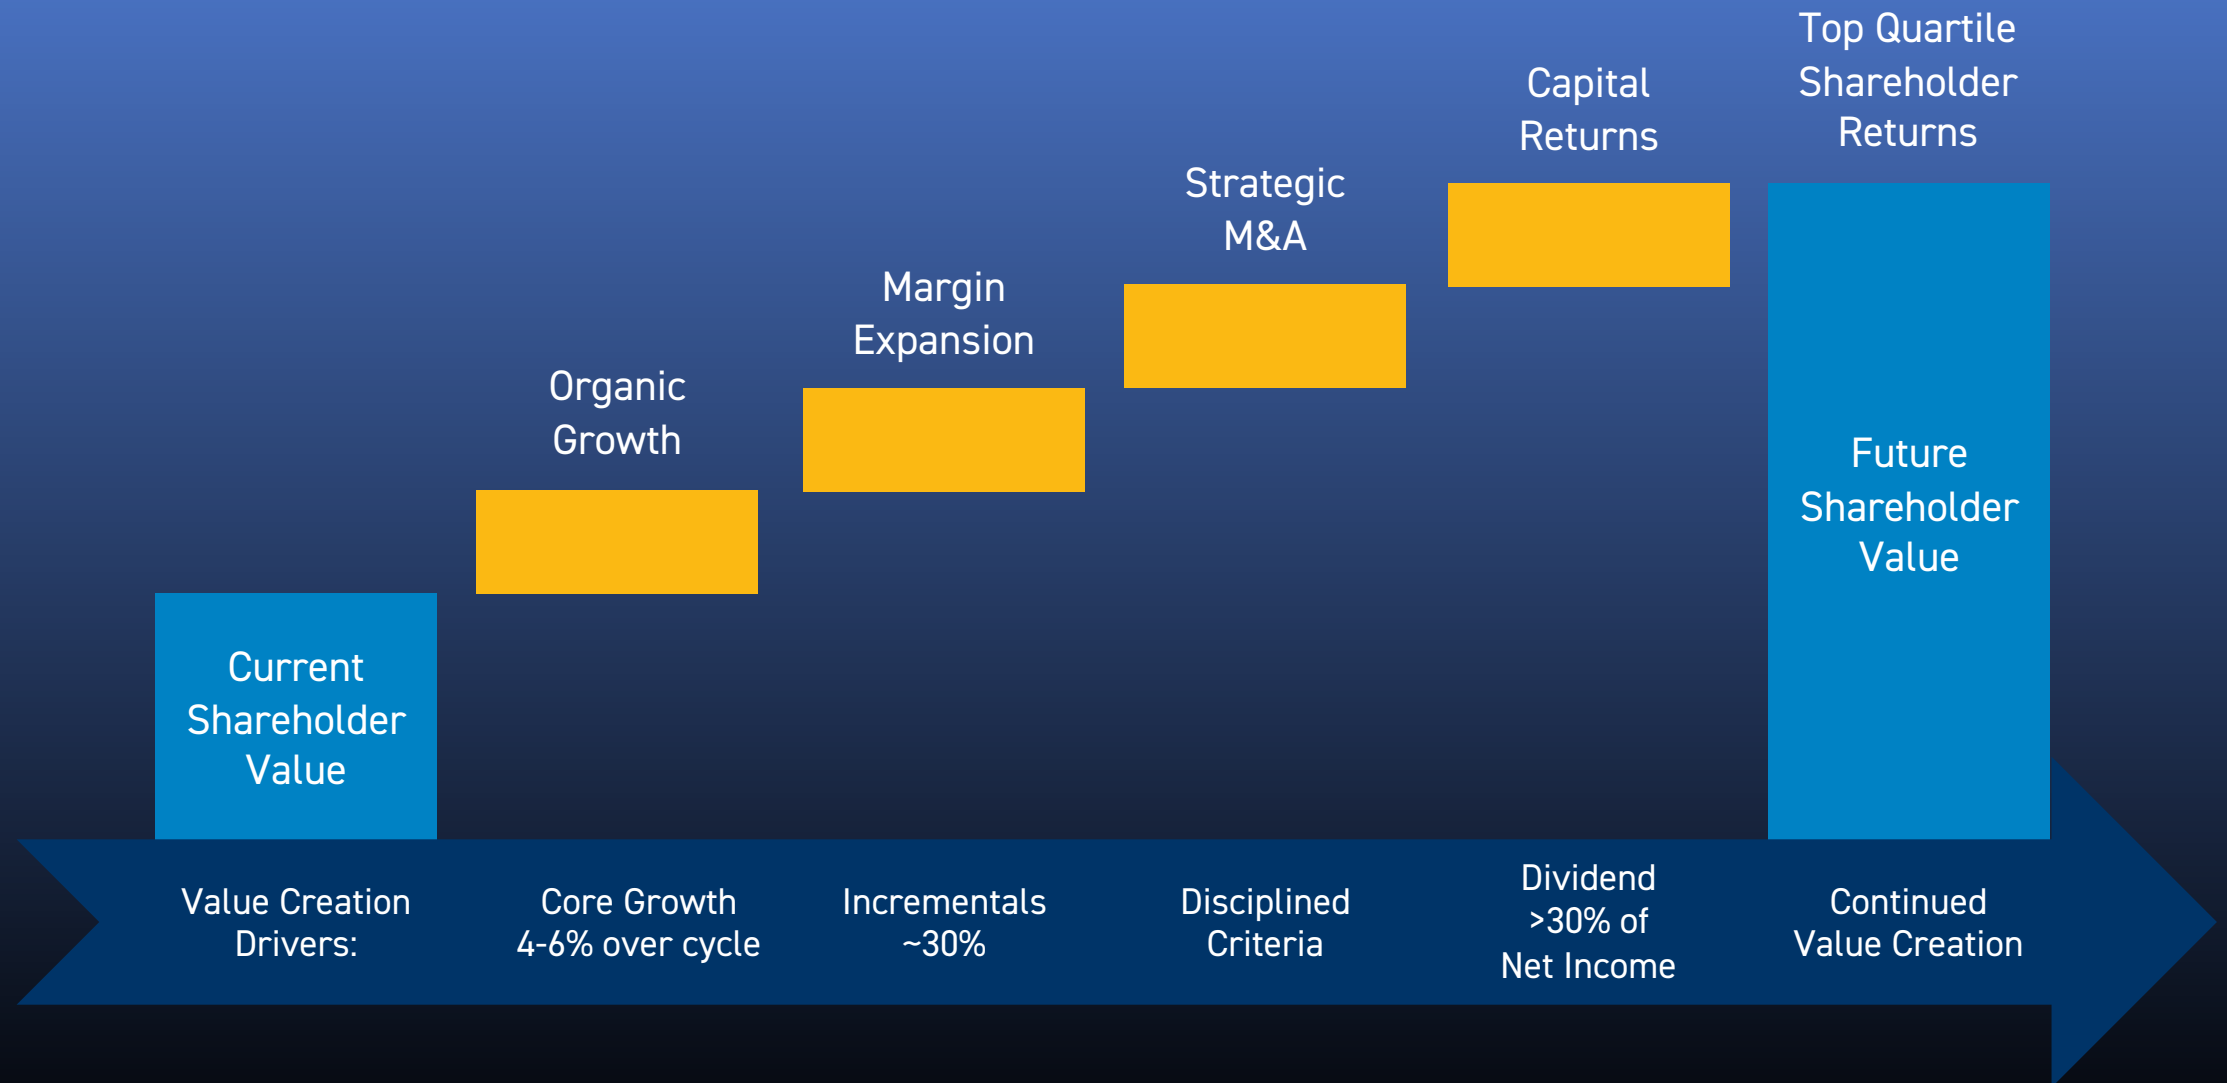 Top Quartile
Shareholder
Returns
Capital
Returns
Strategic
M&A
Margin
Expansion
Organic
Growth
Current
Shareholder
Value
Future
Shareholder
Value
Value Creation
Drivers:
Core Growth
4-6% over cycle
Incrementals
~30%
Disciplined
Criteria
Dividend
>30% of
Net Income
Continued
Value Creation